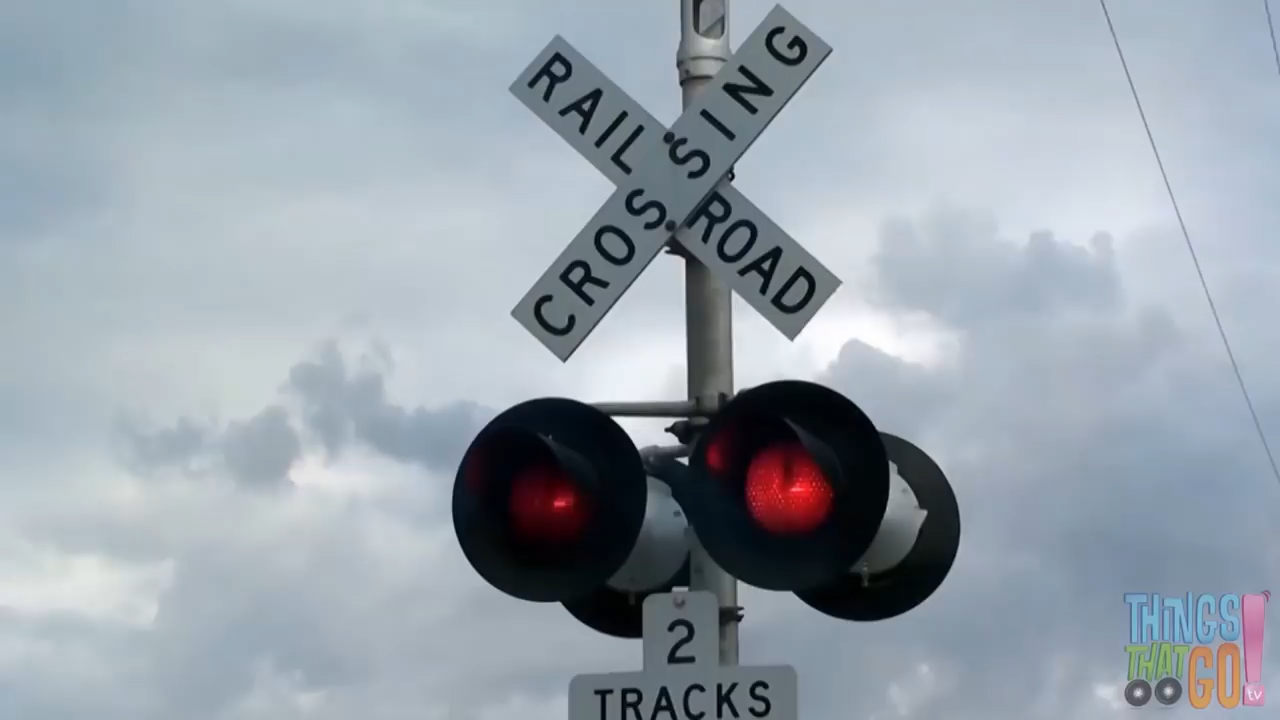 RAILROAD
CROSSING
2
TRACKS
THINGS
THAT GO!
tv